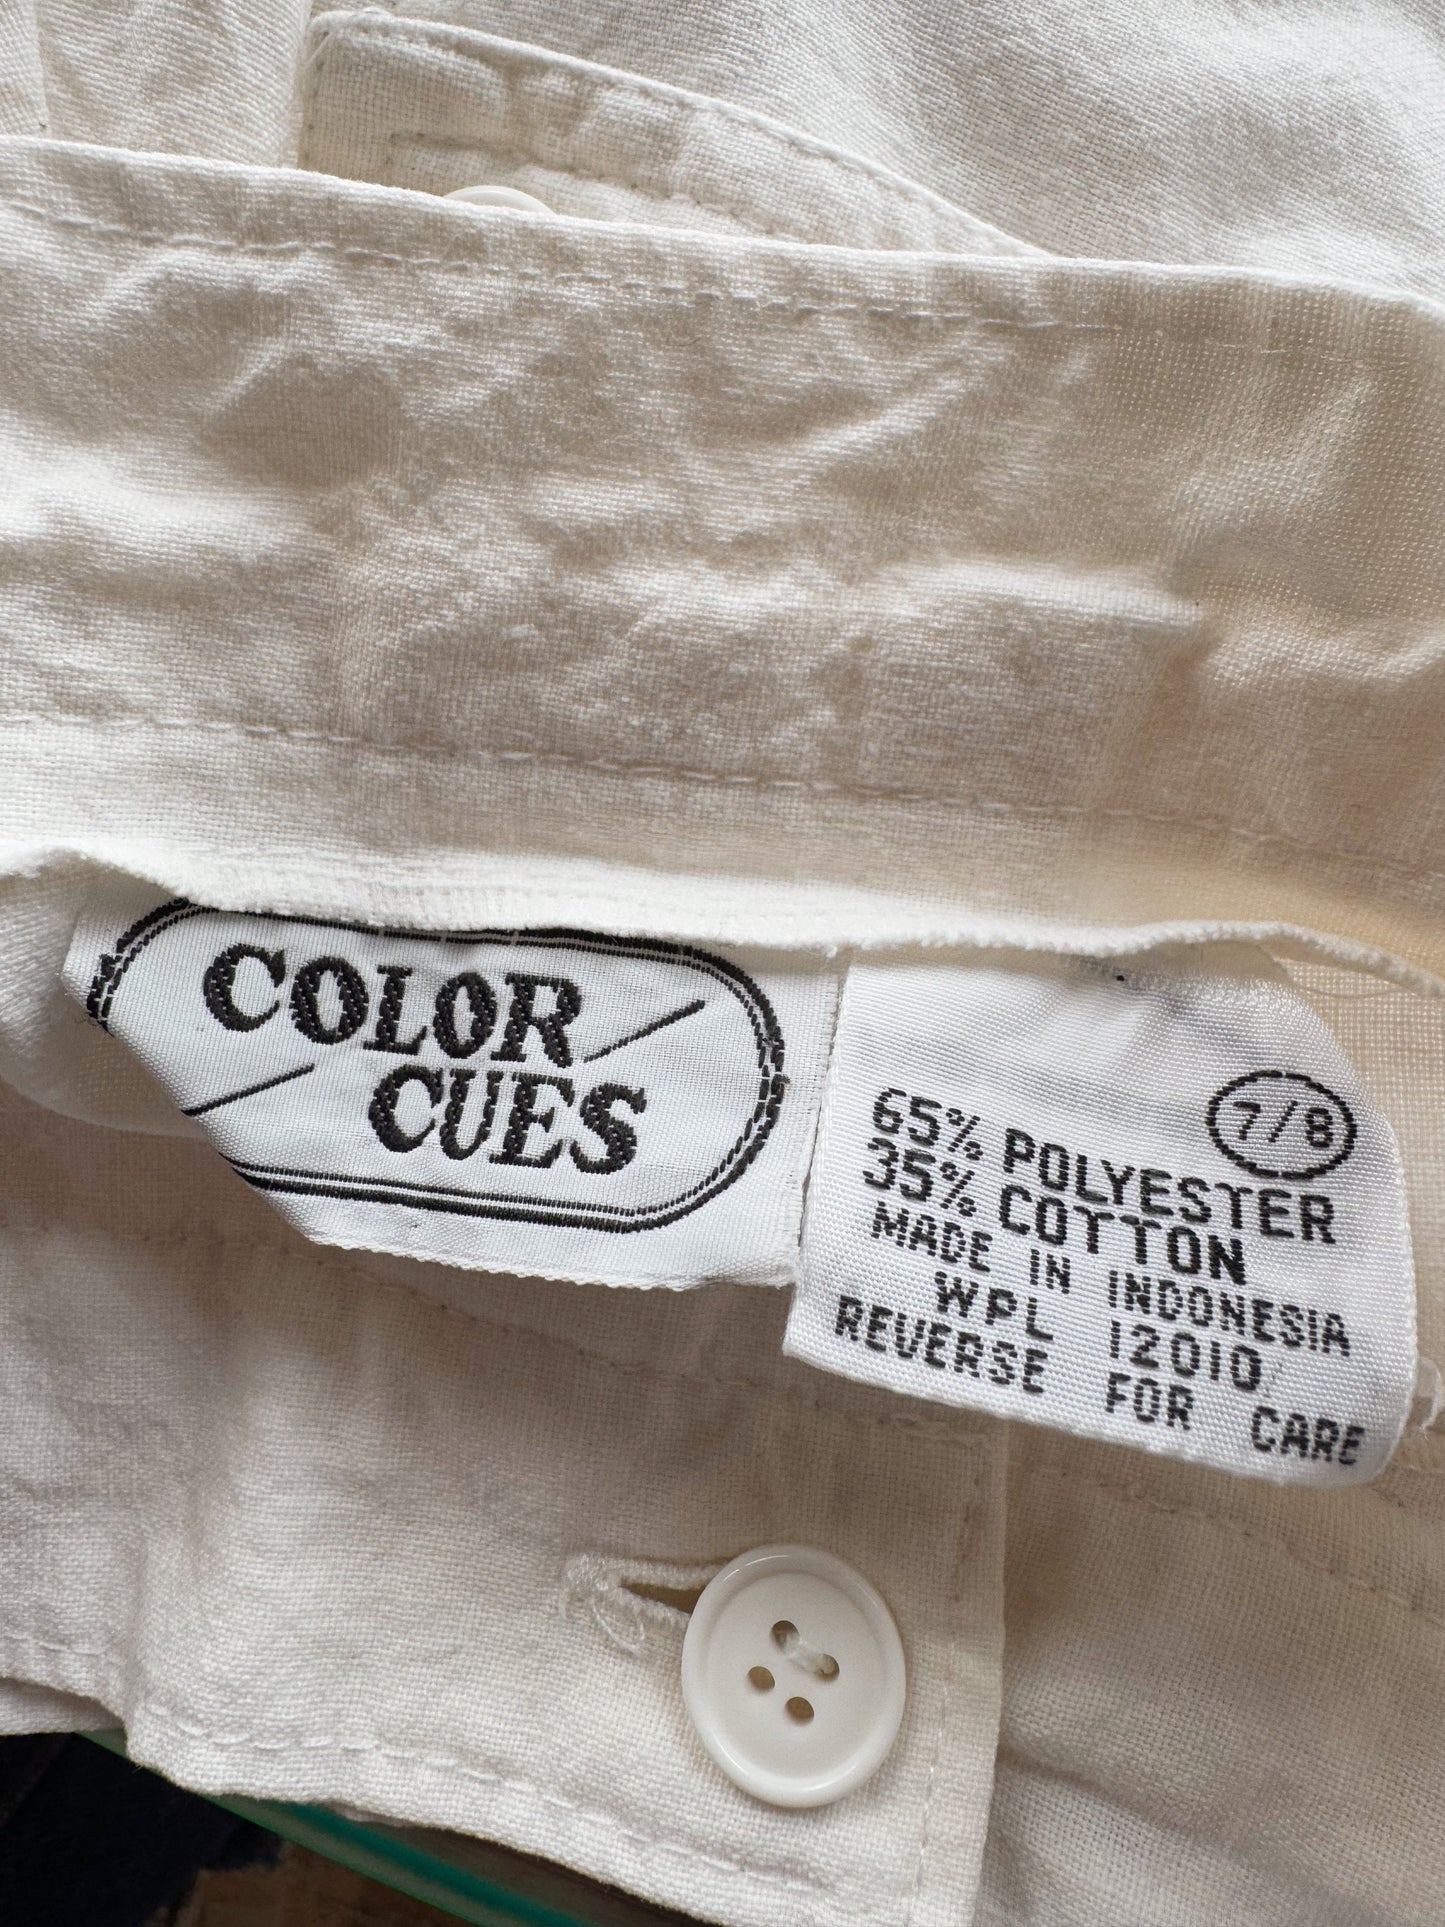 COLOR
CUES
7/8
65% POLYESTER
35% COTTON
MADE IN INDONESIA
WPL 12010
REVERSE FOR CARE